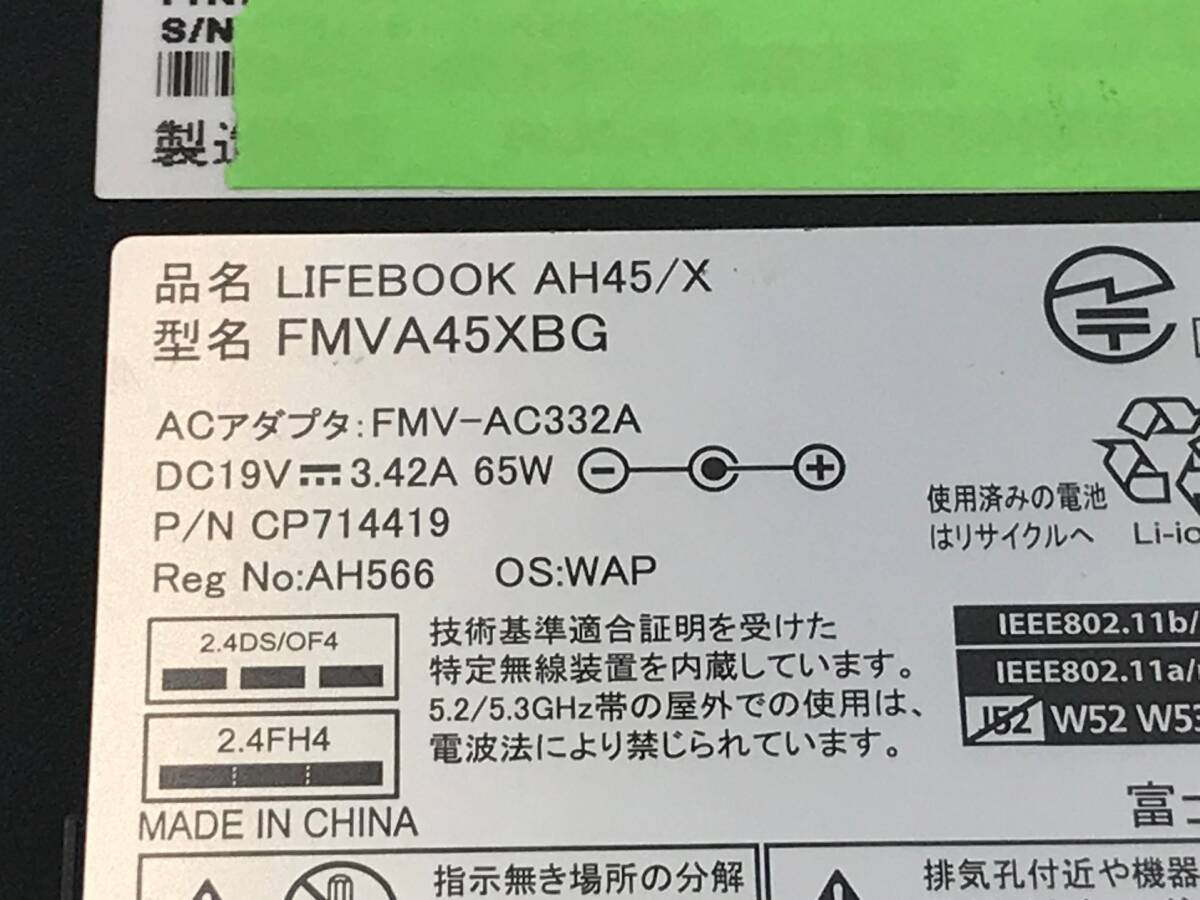 S/N
製造
品名 LIFEBOOK AH45/X
型名 FMVA45XBG
ACアダプタ:FMV-AC332A
DC19V 3.42A 65W
P/N CP714419
Reg No:AH566 OS:WAP
使用済みの電池
はリサイクルへ
Li-io
2.4DS/OF4
2.4FH4
技術基準適合証明を受けた
特定無線装置を内蔵しています。
5.2/5.3GHz帯の屋外での使用は、
電波法により禁じられています。
IEEE802.11b/
IEEE802.11a/
J52 W52 W53
MADE IN CHINA
富士
指示無き場所の分解
排気孔付近や機器